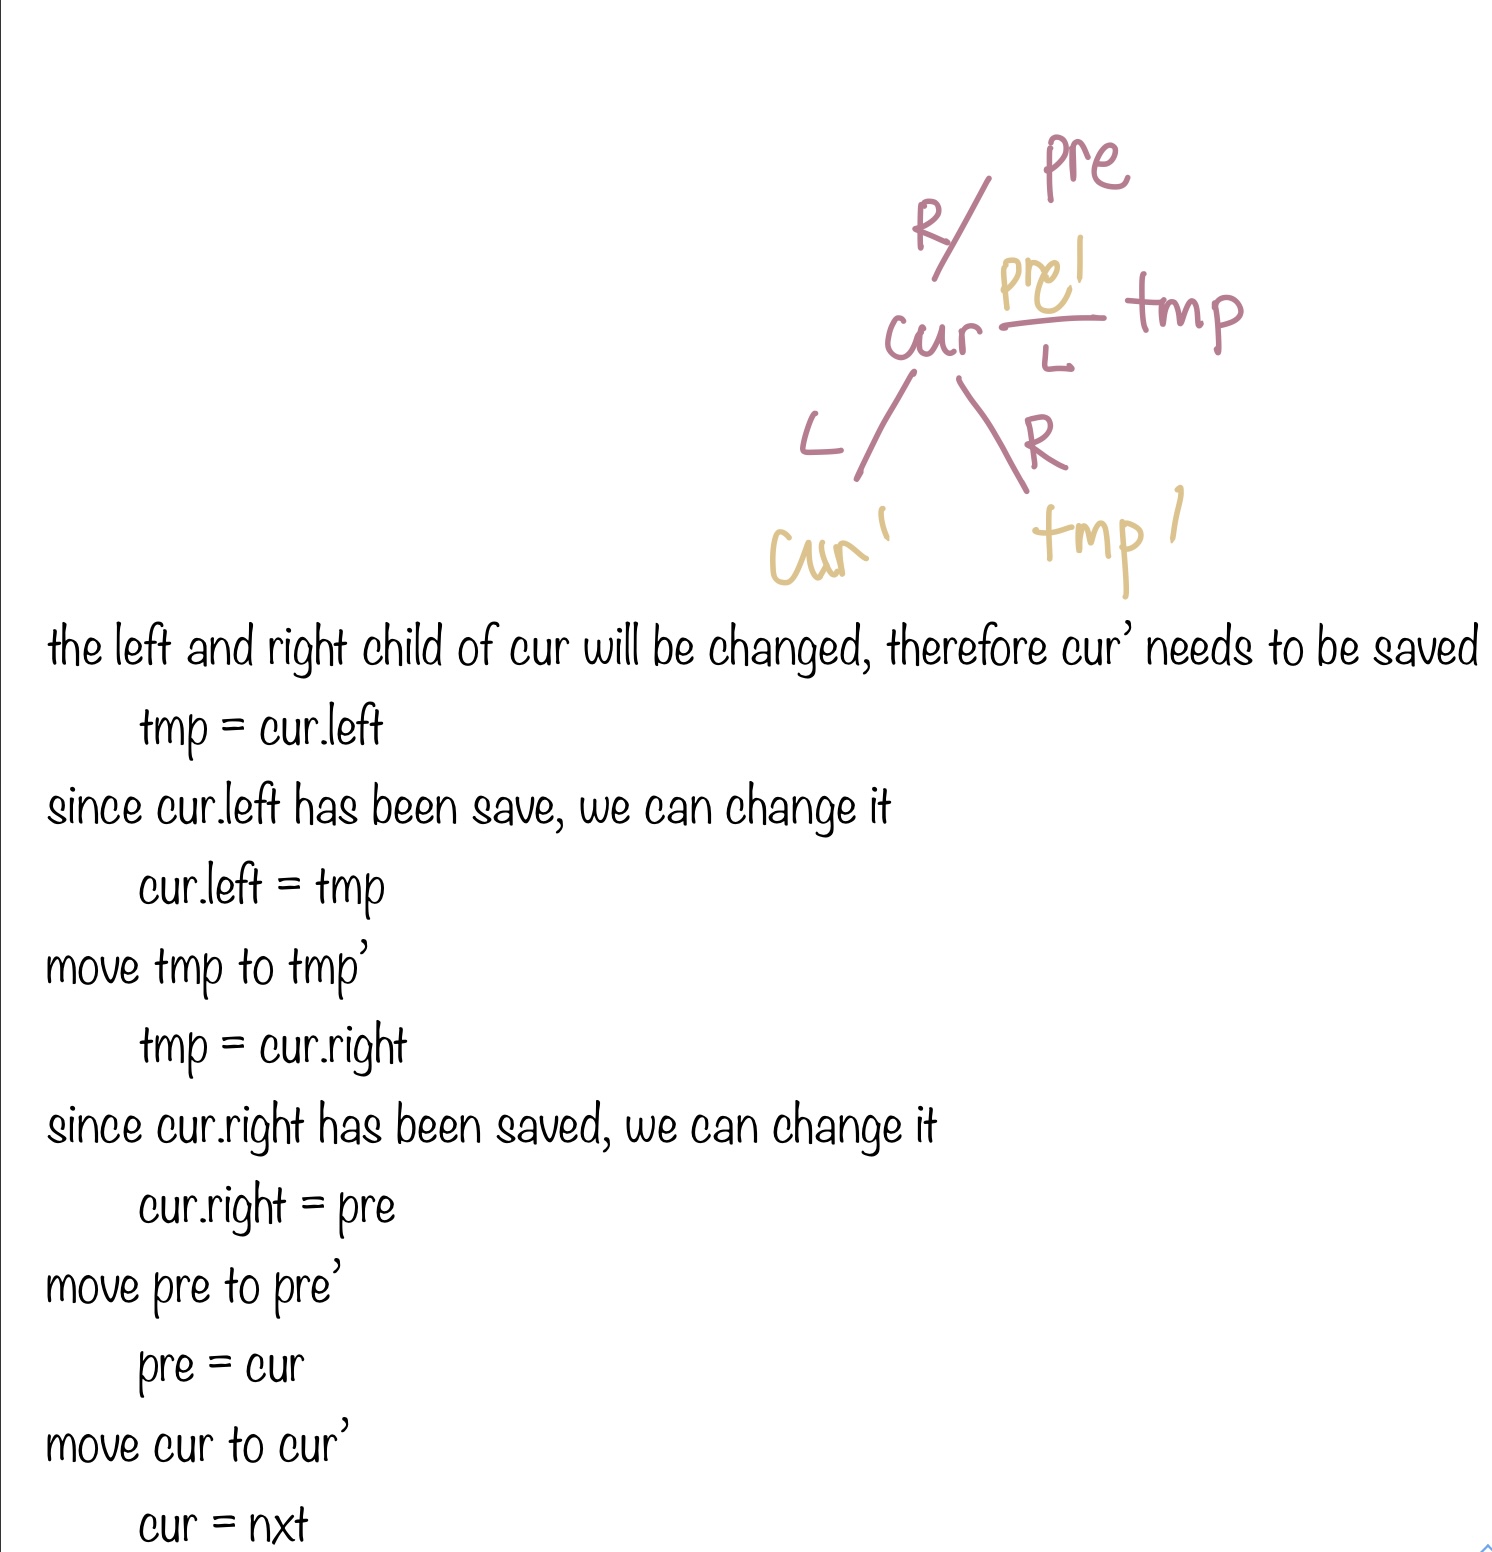 pre
R
pre'
cur
tmp
L
L
R
cur'
tmp'
the left and right child of cur will be changed, therefore cur’ needs to be saved
tmp = cur.left
since cur.left has been save, we can change it
cur.left = tmp
move tmp to tmp’
tmp = cur.right
since cur.right has been saved, we can change it
cur.right = pre
move pre to pre’
pre = cur
move cur to cur’
cur = nxt